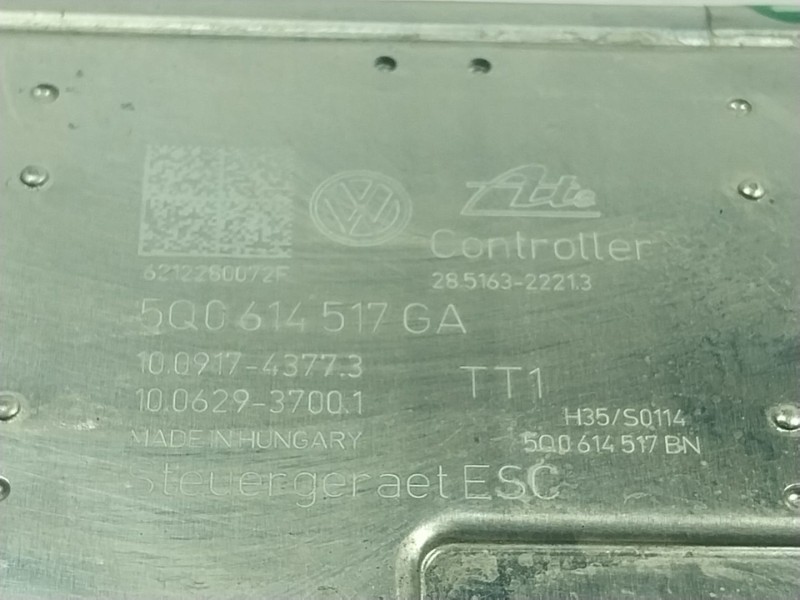 Ate
Controller
6212280072F
28.5163-2221.3
5Q0 614 517 GA
10.0917-4377.3
10.0629-3700.1
TT1
H35/S0114
MADE IN HUNGARY
5Q0 614 517 BN
Steuergeraet ESC